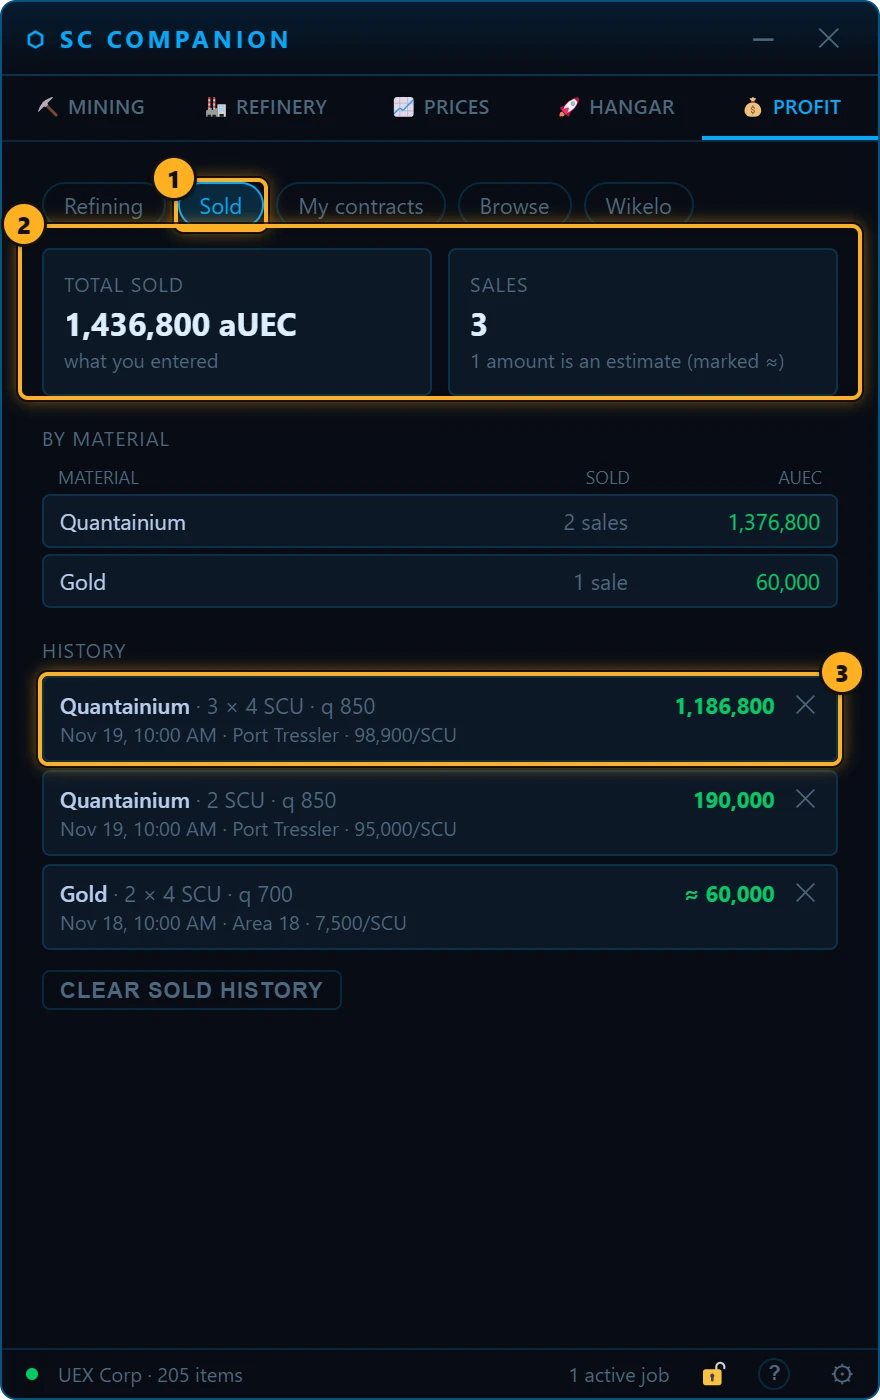 SC COMPANION
MINING
REFINERY
PRICES
HANGAR
PROFIT
1
Refining
Sold
My contracts
Browse
Wikelo
2
TOTAL SOLD
1,436,800 aUEC
what you entered
SALES
3
1 amount is an estimate (marked ≈)
BY MATERIAL
MATERIAL SOLD AUEC
Quantainium 2 sales 1,376,800
Gold 1 sale 60,000
HISTORY
3
Quantainium · 3 × 4 SCU · q 850 1,186,800
Nov 19, 10:00 AM · Port Tressler · 98,900/SCU
Quantainium · 2 SCU · q 850 190,000
Nov 19, 10:00 AM · Port Tressler · 95,000/SCU
Gold · 2 × 4 SCU · q 700 ≈ 60,000
Nov 18, 10:00 AM · Area 18 · 7,500/SCU
CLEAR SOLD HISTORY
UEX Corp · 205 items
1 active job
?